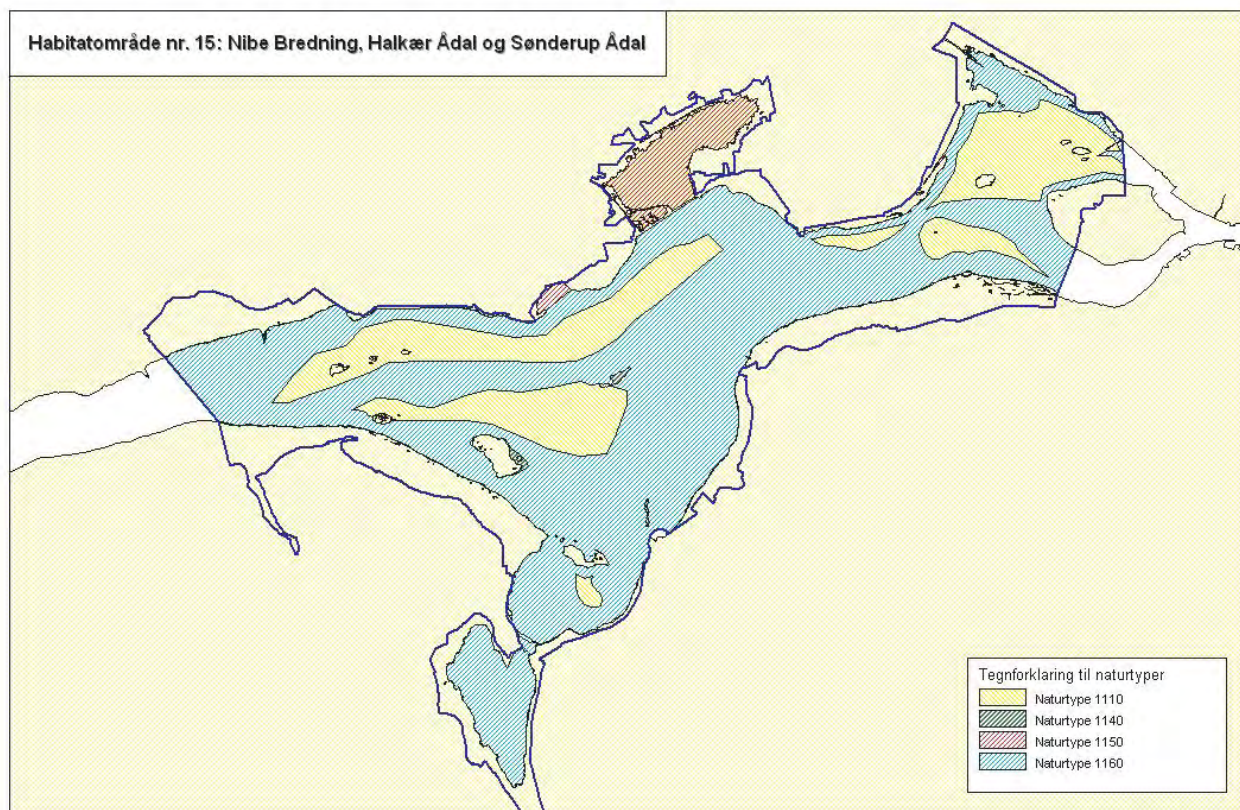 Habitatområde nr. 15: Nibe Bredning, Halkær Ådal og Sønderup Ådal
Tegnforklaring til naturtyper
Naturtype 1110
Naturtype 1140
Naturtype 1150
Naturtype 1160